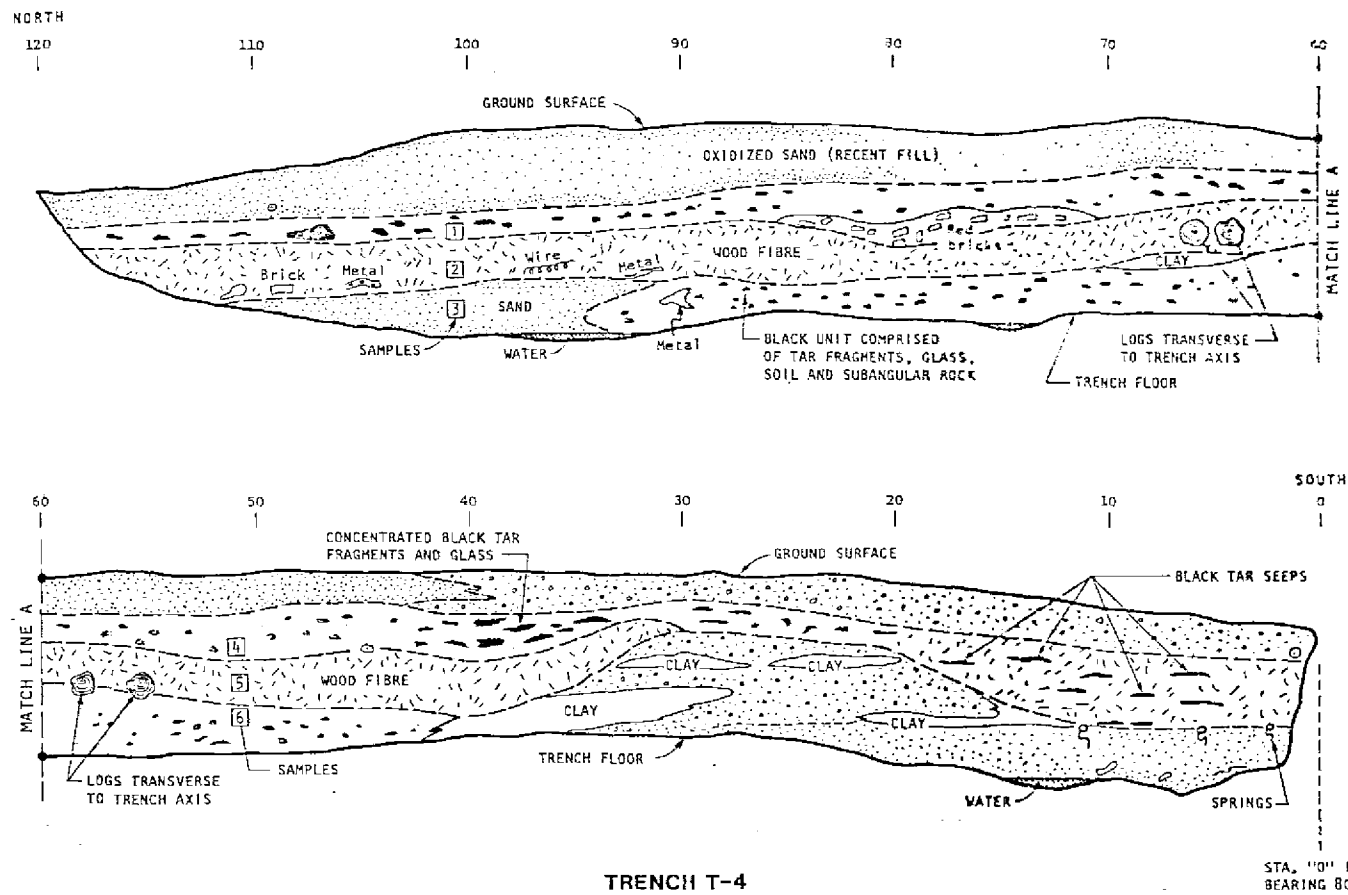 NORTH
120 110 100 90 80 70 60
GROUND SURFACE
OXIDIZED SAND (RECENT FILL)
1
Red
bricks
2
Brick Metal
Wire
Metal
WOOD FIBRE
CLAY
3
SAND
SAMPLES
WATER
Metal
BLACK UNIT COMPRISED
OF TAR FRAGMENTS, GLASS,
SOIL AND SUBANGULAR ROCK
LOGS TRANSVERSE
TO TRENCH AXIS
TRENCH FLOOR
MATCH LINE A
SOUTH
60 50 40 30 20 10 0
CONCENTRATED BLACK TAR
FRAGMENTS AND GLASS
GROUND SURFACE
BLACK TAR SEEPS
MATCH LINE A
4
5
WOOD FIBRE
6
CLAY
CLAY
CLAY
CLAY
LOGS TRANSVERSE
TO TRENCH AXIS
SAMPLES
TRENCH FLOOR
WATER
SPRINGS
TRENCH T-4
STA. "0"
BEARING